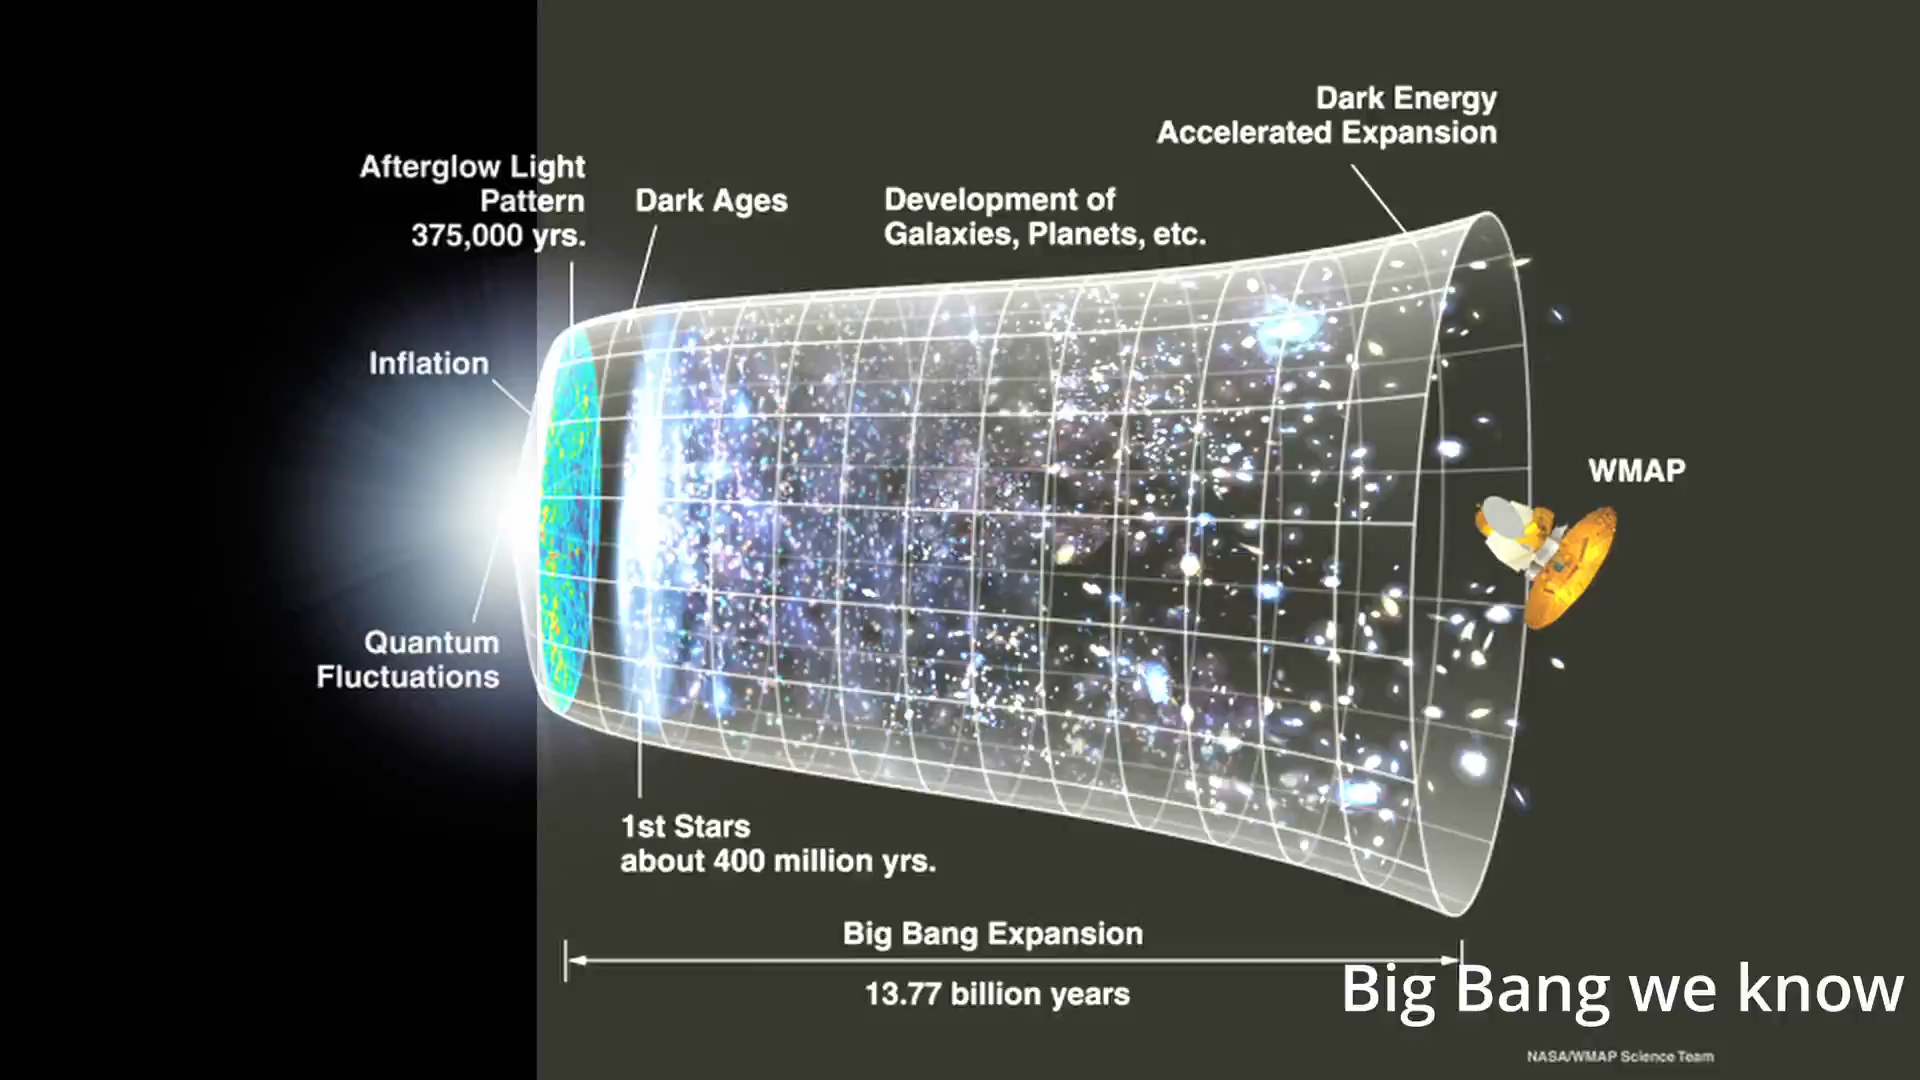 Dark Energy
Accelerated Expansion
Afterglow Light
Pattern
375,000 yrs.
Dark Ages
Development of
Galaxies, Planets, etc.
Inflation
WMAP
Quantum
Fluctuations
1st Stars
about 400 million yrs.
Big Bang Expansion
13.77 billion years
Big Bang we know
NASA/WMAP Science Team